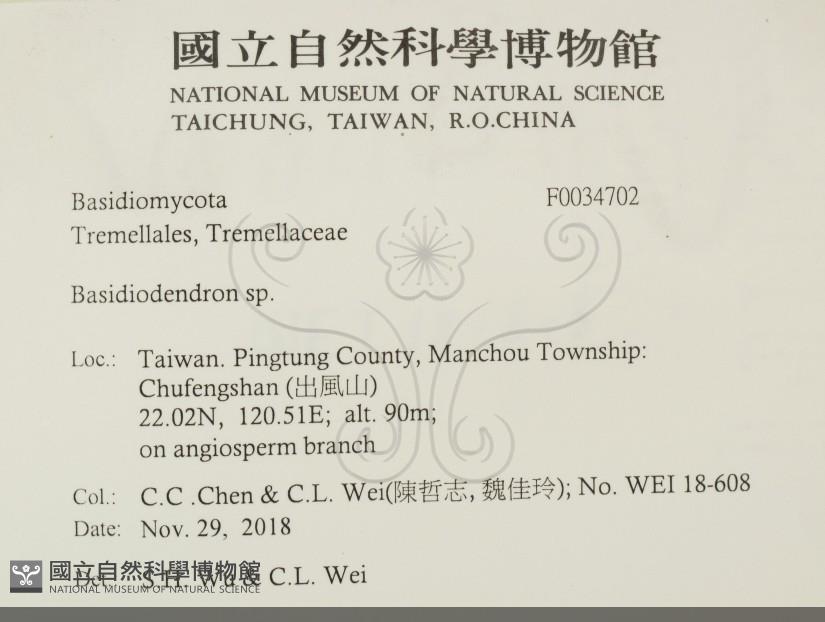 國立自然科學博物館
NATIONAL MUSEUM OF NATURAL SCIENCE
TAICHUNG, TAIWAN, R.O.CHINA
Basidiomycota F0034702
Tremellales, Tremellaceae
Basidiodendron sp.
Loc.: Taiwan. Pingtung County, Manchou Township:
Chufengshan (出風山)
22.02N, 120.51E; alt. 90m;
on angiosperm branch
Col.: C.C .Chen & C.L. Wei(陳哲志, 魏佳玲); No. WEI 18-608
Date: Nov. 29, 2018
Det.: S.H. Wu & C.L. Wei
國立自然科學博物館
NATIONAL MUSEUM OF NATURAL SCIENCE